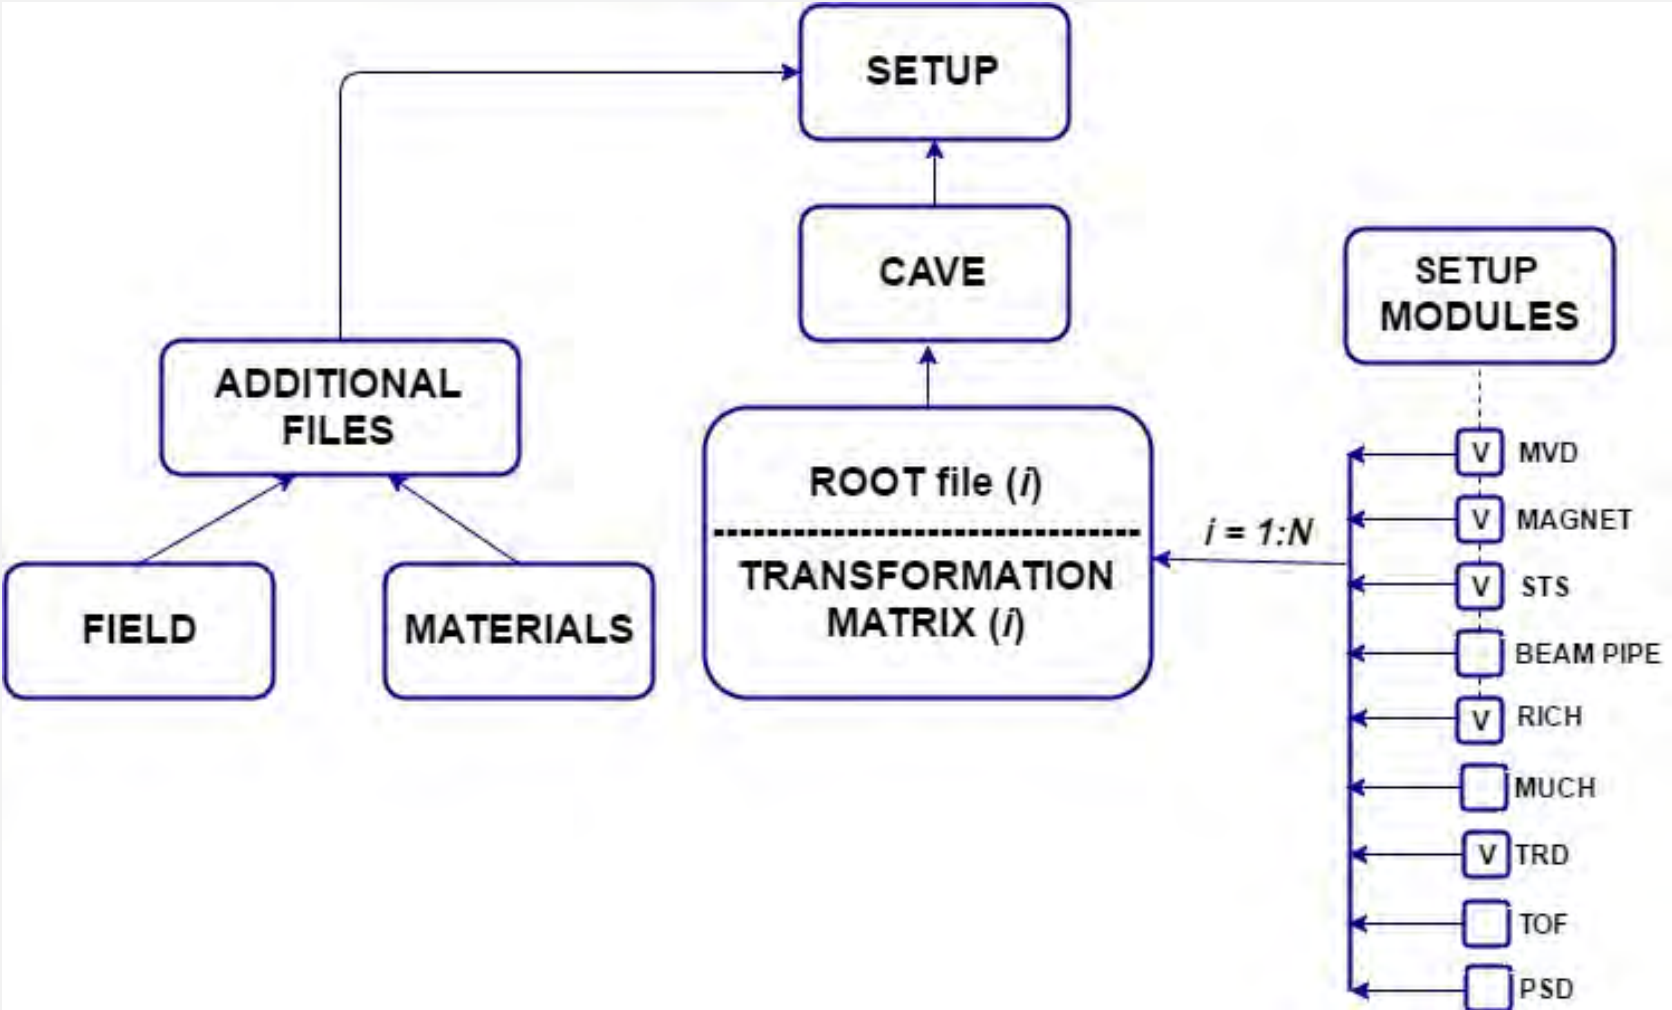 SETUP
CAVE
SETUP
MODULES
ADDITIONAL
FILES
ROOT file (i)
TRANSFORMATION
MATRIX (i)
i = 1:N
FIELD
MATERIALS
V MVD
V MAGNET
V STS
BEAM PIPE
V RICH
MUCH
V TRD
TOF
PSD